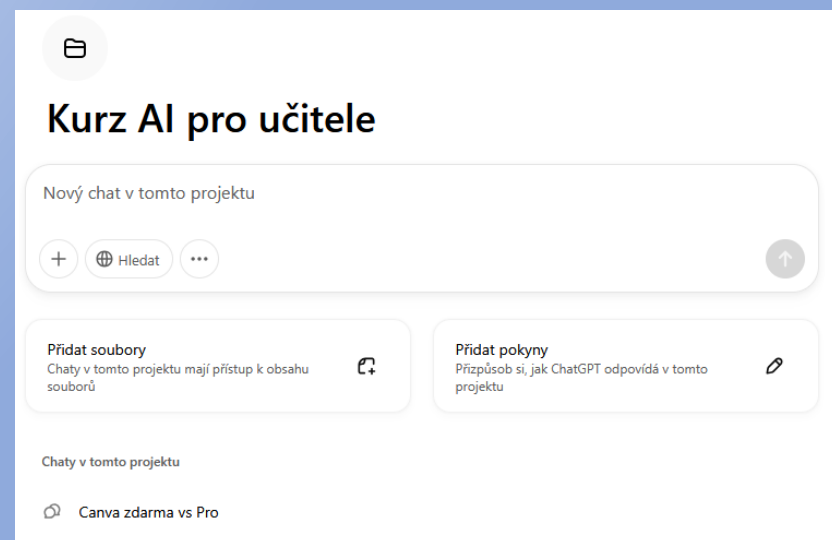 Kurz AI pro učitele
Nový chat v tomto projektu
Hledat
Přidat soubory
Chaty v tomto projektu mají přístup k obsahu
souborů
Přidat pokyny
Přizpůsob si, jak ChatGPT odpovídá v tomto
projektu
Chaty v tomto projektu
Canva zdarma vs Pro